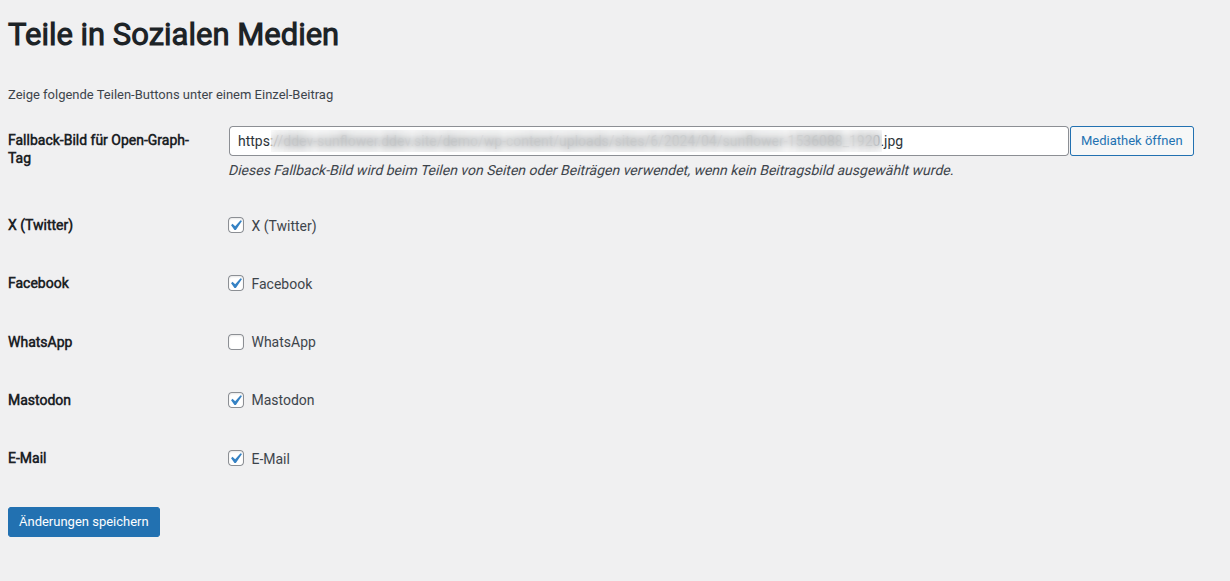 Teile in Sozialen Medien
Zeige folgende Teilen-Buttons unter einem Einzel-Beitrag
Fallback-Bild für Open-Graph-
Tag
https: .jpg
Mediathek öffnen
Dieses Fallback-Bild wird beim Teilen von Seiten oder Beiträgen verwendet, wenn kein Beitragsbild ausgewählt wurde.
X (Twitter)
X (Twitter)
Facebook
Facebook
WhatsApp
WhatsApp
Mastodon
Mastodon
E-Mail
E-Mail
Änderungen speichern